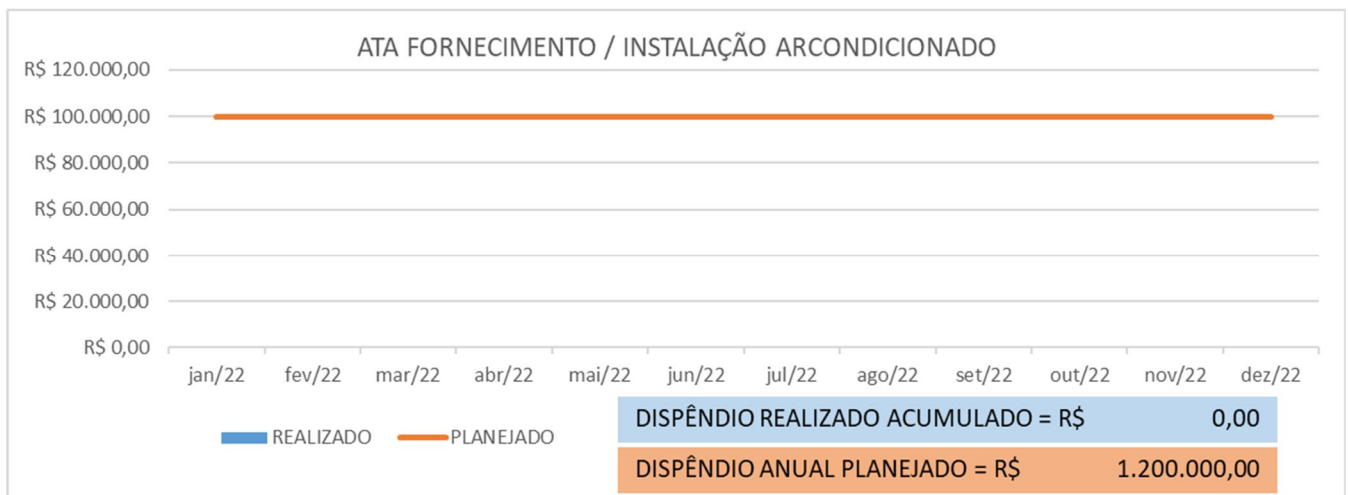 ATA FORNECIMENTO / INSTALAÇÃO ARCONDICIONADO
R$ 120.000,00
R$ 100.000,00
R$ 80.000,00
R$ 60.000,00
R$ 40.000,00
R$ 20.000,00
R$ 0,00
jan/22 fev/22 mar/22 abr/22 mai/22 jun/22 jul/22 ago/22 set/22 out/22 nov/22 dez/22
REALIZADO PLANEJADO
DISPÊNDIO REALIZADO ACUMULADO = R$ 0,00
DISPÊNDIO ANUAL PLANEJADO = R$ 1.200.000,00